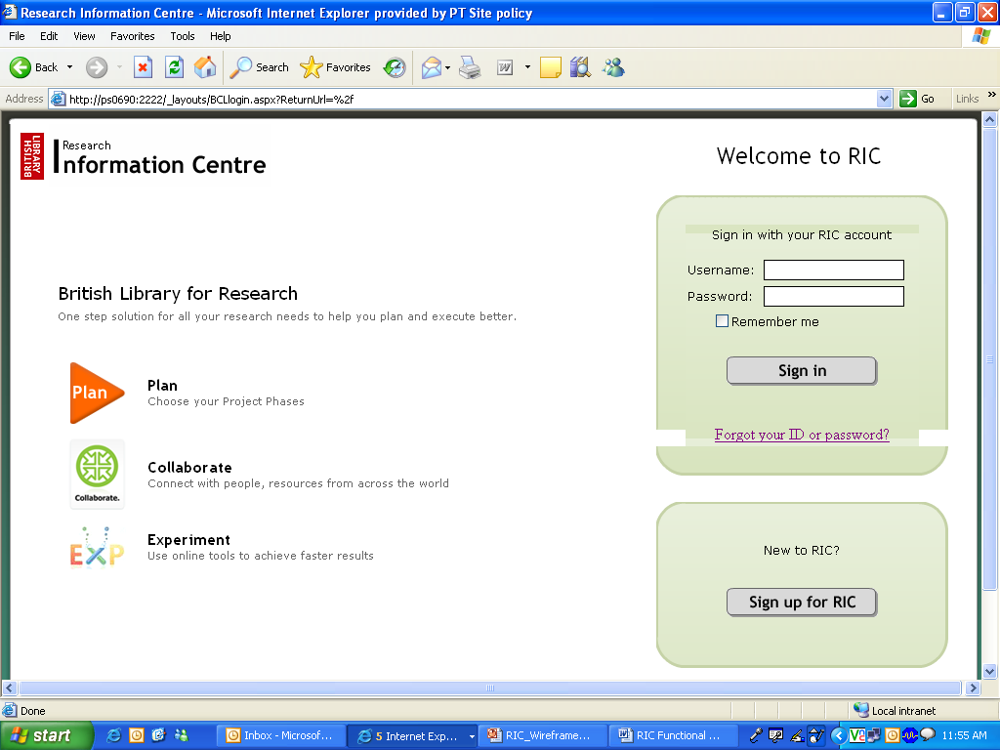 Research Information Centre - Microsoft Internet Explorer provided by PT Site policy
File Edit View Favorites Tools Help
Back Search Favorites
Address http://ps0690:2222/_layouts/BCLlogin.aspx?ReturnUrl=%2f Go Links »
BRITISH LIBRARY
Research
Information Centre
Welcome to RIC
Sign in with your RIC account
Username:
Password:
Remember me
Sign in
Forgot your ID or password?
British Library for Research
One step solution for all your research needs to help you plan and execute better.
Plan
Plan
Choose your Project Phases
Collaborate.
Collaborate
Connect with people, resources from across the world
ExP
Experiment
Use online tools to achieve faster results
New to RIC?
Sign up for RIC
Done Local intranet
start Inbox - Microsof... 5 Internet Exp... RIC_Wireframe... RIC Functional ... 11:55 AM